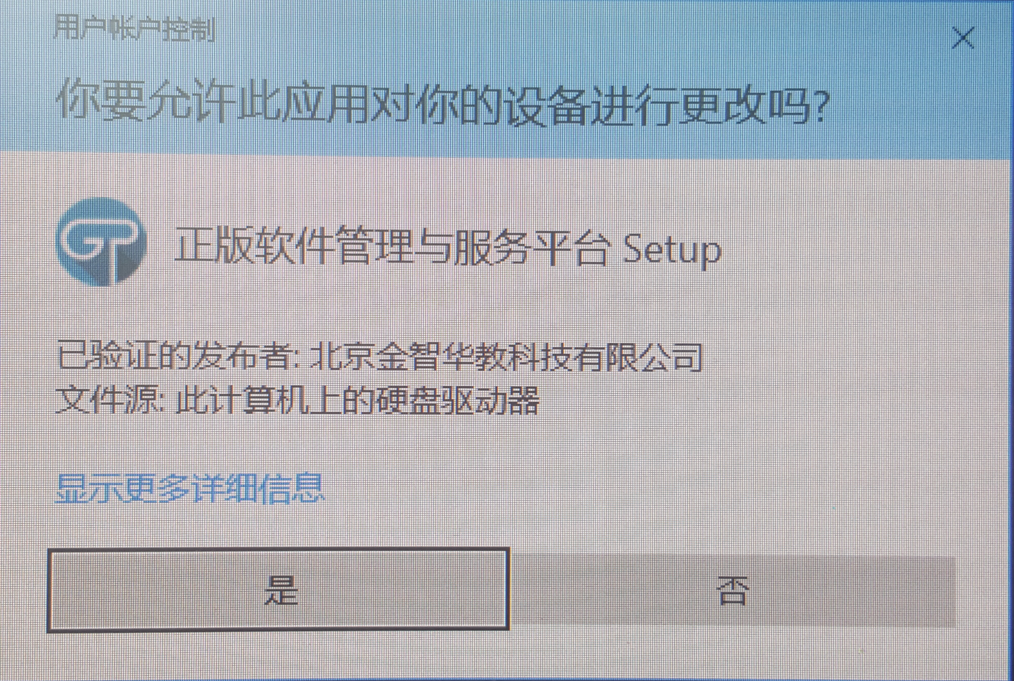 用户帐户控制
你要允许此应用对你的设备进行更改吗?
GT
正版软件管理与服务平台 Setup
已验证的发布者: 北京金智华教科技有限公司
文件源: 此计算机上的硬盘驱动器
显示更多详细信息
是
否